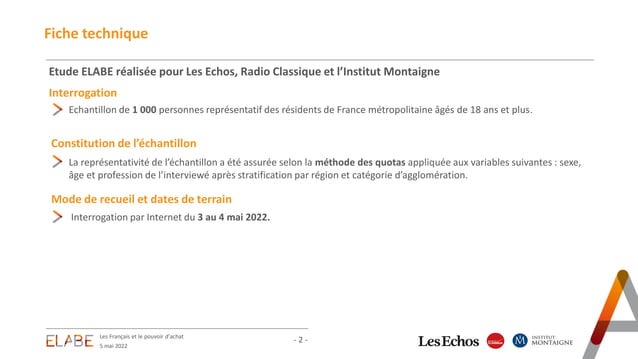 Fiche technique
Etude ELABE réalisée pour Les Echos, Radio Classique et l'Institut Montaigne
Interrogation
Echantillon de 1 000 personnes représentatif des résidents de France métropolitaine âgés de 18 ans et plus.
Constitution de l'échantillon
La représentativité de l'échantillon a été assurée selon la méthode des quotas appliquée aux variables suivantes : sexe,
âge et profession de l'interviewé après stratification par région et catégorie d'agglomération.
Mode de recueil et dates de terrain
Interrogation par Internet du 3 au 4 mai 2022.
ELABE
Les Français et le pouvoir d'achat
5 mai 2022
- 2 -
Les Echos
M
INSTITUT
MONTAIGNE